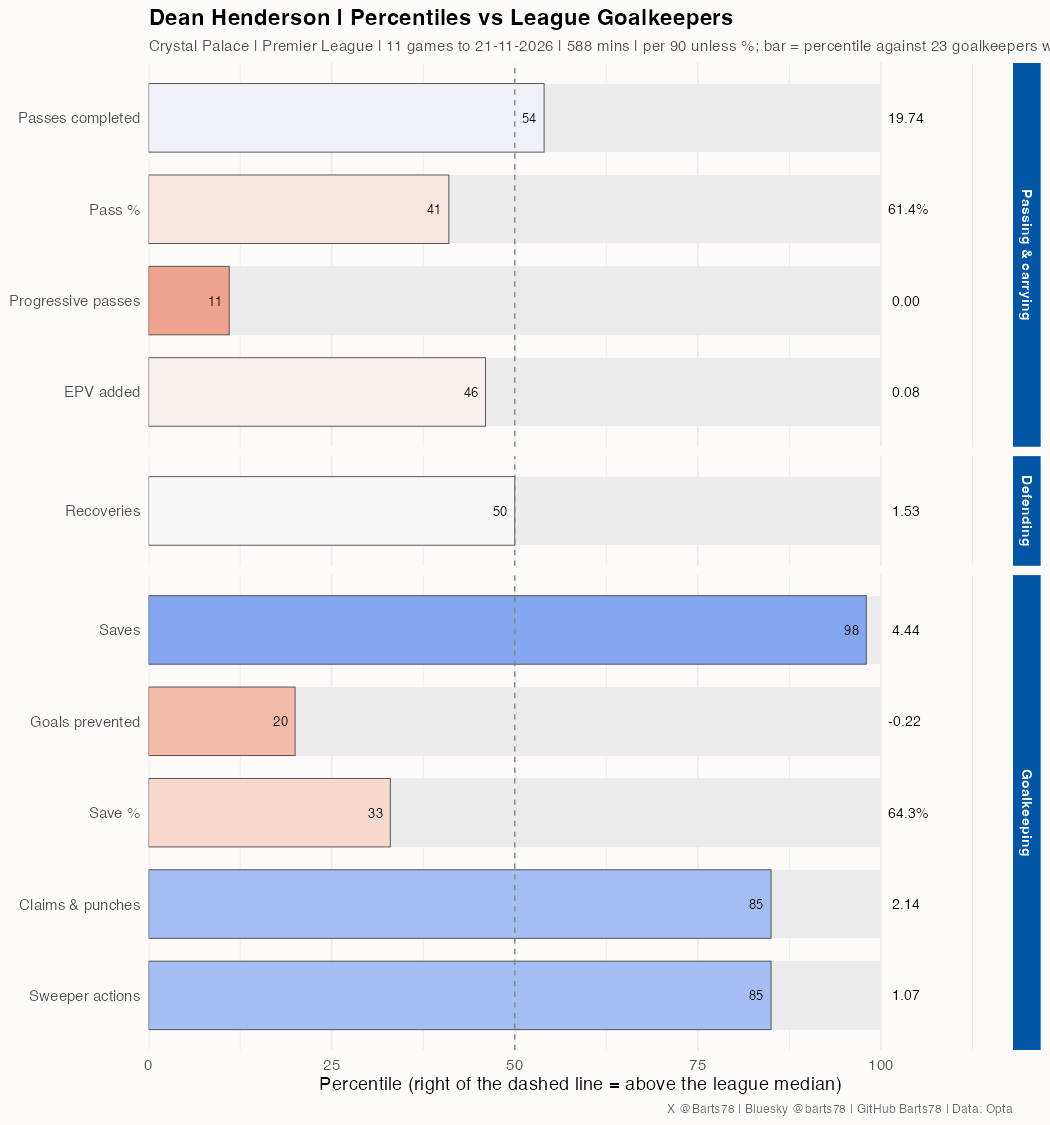 Dean Henderson | Percentiles vs League Goalkeepers
Crystal Palace | Premier League | 11 games to 21-11-2026 | 588 mins | per 90 unless %; bar = percentile against 23 goalkeepers
Passes completed 54 19.74
Pass % 41 61.4%
Progressive passes 11 0.00
EPV added 46 0.08
Passing & carrying
Recoveries 50 1.53
Defending
Saves 98 4.44
Goals prevented 20 -0.22
Save % 33 64.3%
Claims & punches 85 2.14
Sweeper actions 85 1.07
Goalkeeping
0 25 50 75 100
Percentile (right of the dashed line = above the league median)
X @Barts78 | Bluesky @barts78 | GitHub Barts78 | Data: Opta